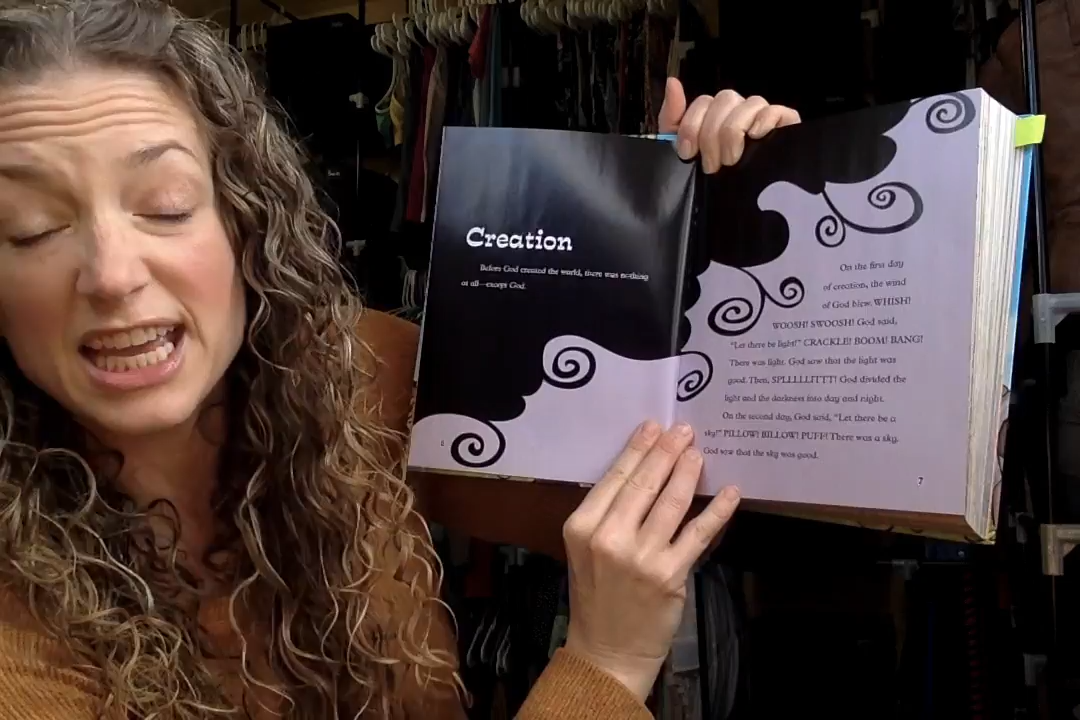 Creation
Before God created the world, there was nothing
at all—except God.
6
On the first day
of creation, the wind
of God blew. WHISH!
WOOSH! SWOOSH! God said,
"Let there be light!" CRACKLE! BOOM! BANG!
There was light. God saw that the light was
good. Then, SPLLLLLITTT! God divided the
light and the darkness into day and night.
On the second day, God said, "Let there be a
sky!" PILLOW! BILLOW! PUFF! There was a sky.
God saw that the sky was good.
7